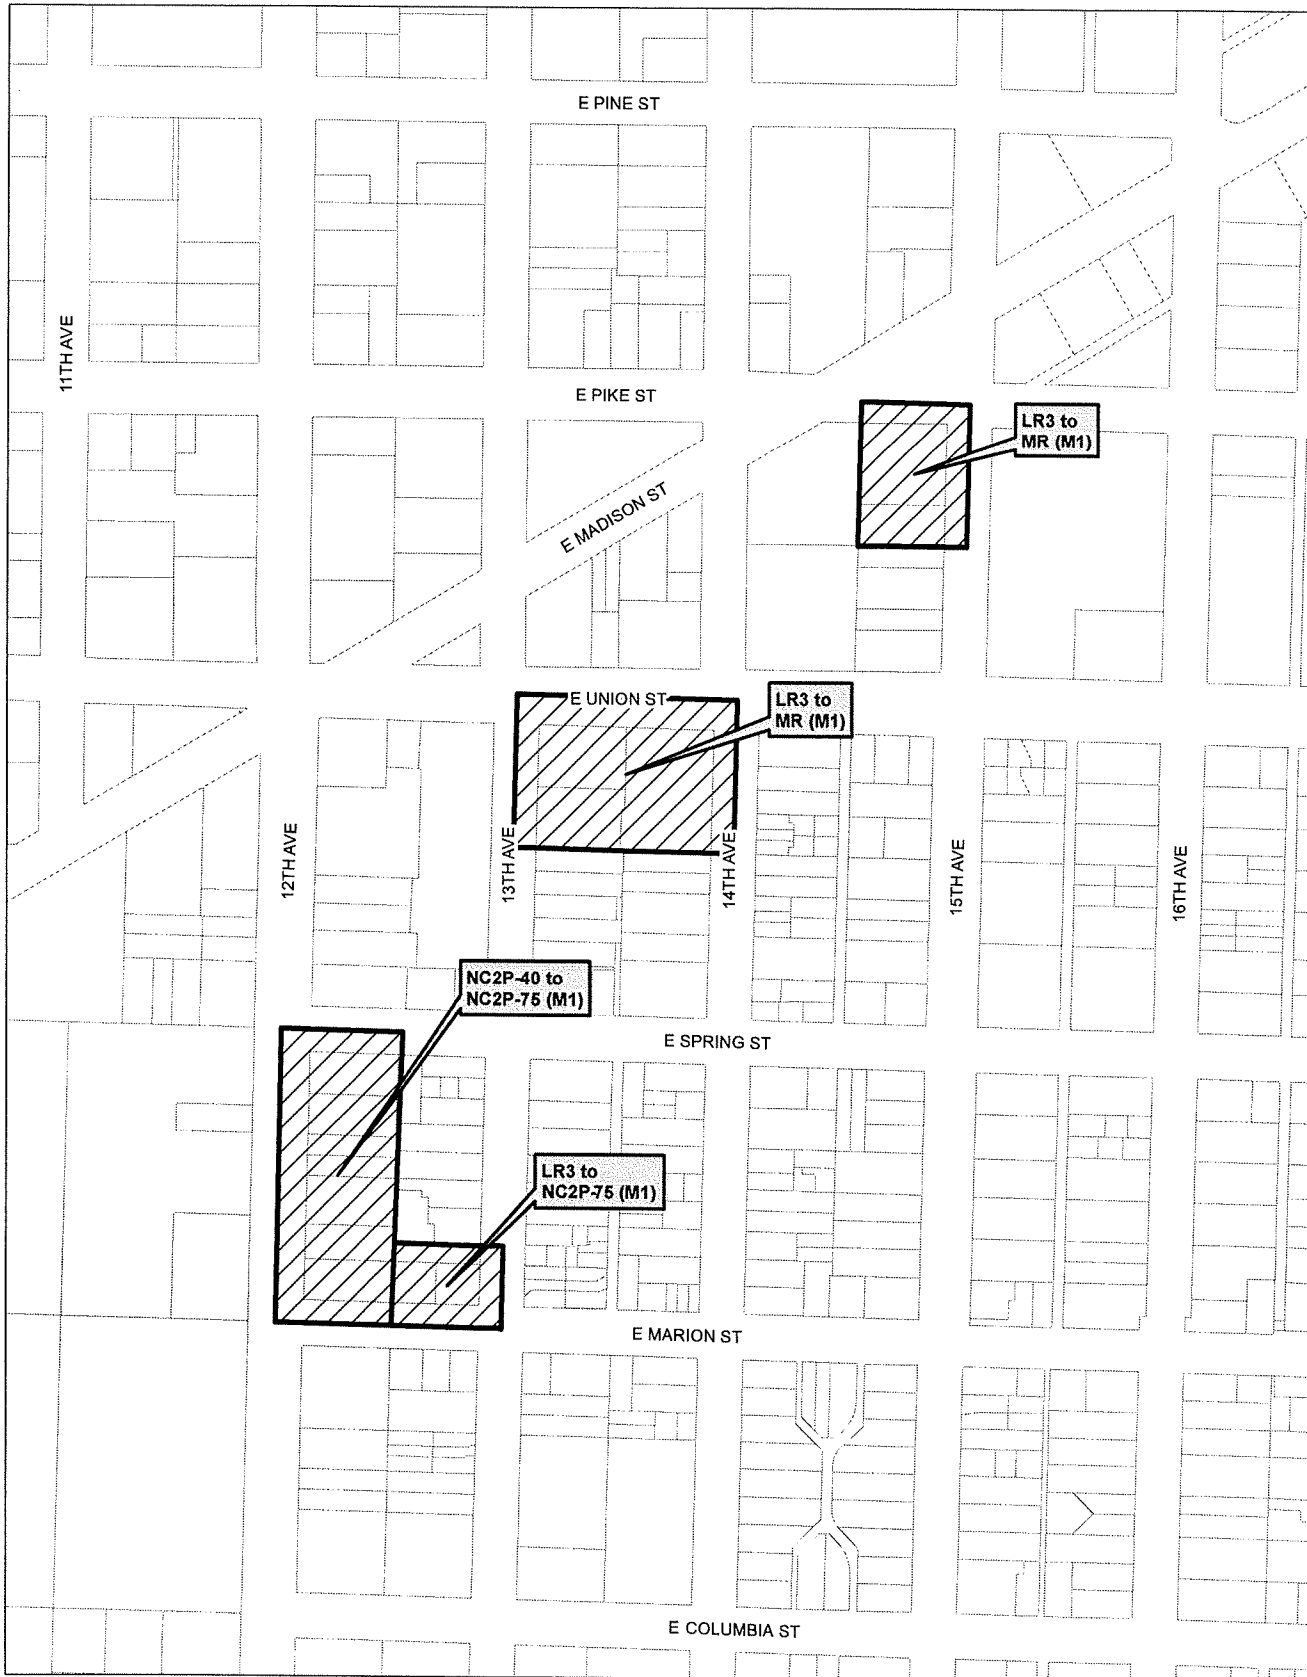 E PINE ST
11TH AVE
E PIKE ST
LR3 to
MR (M1)
E MADISON ST
E UNION ST
LR3 to
MR (M1)
12TH AVE
13TH AVE
14TH AVE
15TH AVE
16TH AVE
NC2P-40 to
NC2P-75 (M1)
E SPRING ST
LR3 to
NC2P-75 (M1)
E MARION ST
E COLUMBIA ST